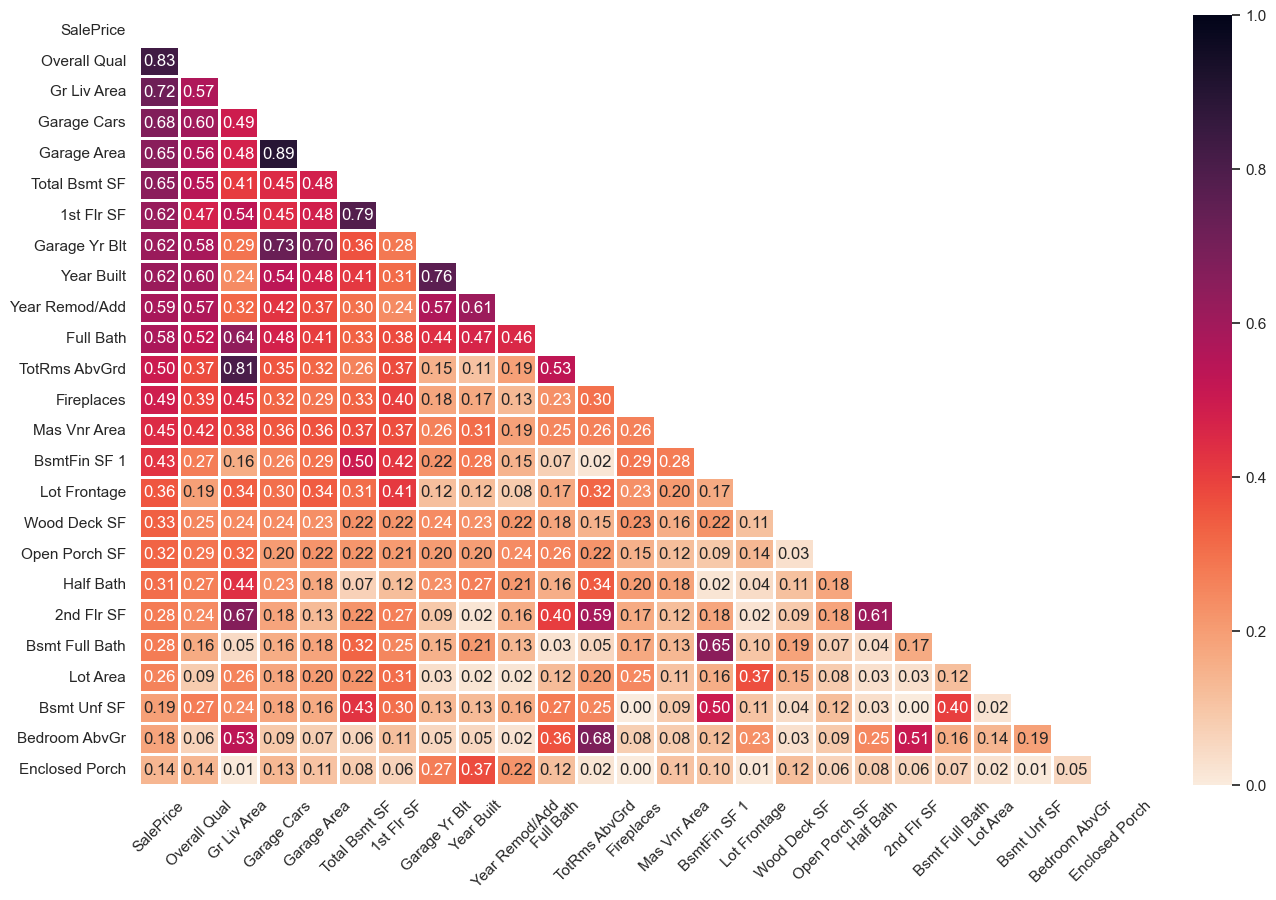 SalePrice
Overall Qual 0.83
Gr Liv Area 0.72 0.57
Garage Cars 0.68 0.60 0.49
Garage Area 0.65 0.56 0.48 0.89
Total Bsmt SF 0.65 0.55 0.41 0.45 0.48
1st Flr SF 0.62 0.47 0.54 0.45 0.48 0.79
Garage Yr Blt 0.62 0.58 0.29 0.73 0.70 0.36 0.28
Year Built 0.62 0.60 0.24 0.54 0.48 0.41 0.31 0.76
Year Remod/Add 0.59 0.57 0.32 0.42 0.37 0.30 0.24 0.57 0.61
Full Bath 0.58 0.52 0.64 0.48 0.41 0.33 0.38 0.44 0.47 0.46
TotRms AbvGrd 0.50 0.37 0.81 0.35 0.32 0.26 0.37 0.15 0.11 0.19 0.53
Fireplaces 0.49 0.39 0.45 0.32 0.29 0.33 0.40 0.18 0.17 0.13 0.23 0.30
Mas Vnr Area 0.45 0.42 0.38 0.36 0.36 0.37 0.37 0.26 0.31 0.19 0.25 0.26 0.26
BsmtFin SF 1 0.43 0.27 0.16 0.26 0.29 0.50 0.42 0.22 0.28 0.15 0.07 0.02 0.29 0.28
Lot Frontage 0.36 0.19 0.34 0.30 0.34 0.31 0.41 0.12 0.12 0.08 0.17 0.32 0.23 0.20 0.17
Wood Deck SF 0.33 0.25 0.24 0.24 0.23 0.22 0.22 0.24 0.23 0.22 0.18 0.15 0.23 0.16 0.22 0.11
Open Porch SF 0.32 0.29 0.32 0.20 0.22 0.22 0.21 0.20 0.20 0.24 0.26 0.22 0.15 0.12 0.09 0.14 0.03
Half Bath 0.31 0.27 0.44 0.23 0.18 0.07 0.12 0.23 0.27 0.21 0.16 0.34 0.20 0.18 0.02 0.04 0.11 0.18
2nd Flr SF 0.28 0.24 0.67 0.18 0.13 0.22 0.27 0.09 0.02 0.16 0.40 0.59 0.17 0.12 0.18 0.02 0.09 0.18 0.61
Bsmt Full Bath 0.28 0.16 0.05 0.16 0.18 0.32 0.25 0.15 0.21 0.13 0.03 0.05 0.17 0.13 0.65 0.10 0.19 0.07 0.04 0.17
Lot Area 0.26 0.09 0.26 0.18 0.20 0.22 0.31 0.03 0.02 0.02 0.12 0.20 0.25 0.11 0.16 0.37 0.15 0.08 0.03 0.03 0.12
Bsmt Unf SF 0.19 0.27 0.24 0.18 0.16 0.43 0.30 0.13 0.13 0.16 0.27 0.25 0.00 0.09 0.50 0.11 0.04 0.12 0.03 0.00 0.40 0.02
Bedroom AbvGr 0.18 0.06 0.53 0.09 0.07 0.06 0.11 0.05 0.05 0.02 0.36 0.68 0.08 0.08 0.12 0.23 0.03 0.09 0.25 0.51 0.16 0.14 0.19
Enclosed Porch 0.14 0.14 0.01 0.13 0.11 0.08 0.06 0.27 0.37 0.22 0.12 0.02 0.00 0.11 0.10 0.01 0.12 0.06 0.08 0.06 0.07 0.02 0.01 0.05
SalePrice
Overall Qual
Gr Liv Area
Garage Cars
Garage Area
Total Bsmt SF
1st Flr SF
Garage Yr Blt
Year Built
Year Remod/Add
Full Bath
TotRms AbvGrd
Fireplaces
Mas Vnr Area
BsmtFin SF 1
Lot Frontage
Wood Deck SF
Open Porch SF
Half Bath
2nd Flr SF
Bsmt Full Bath
Lot Area
Bsmt Unf SF
Bedroom AbvGr
Enclosed Porch
1.0
0.8
0.6
0.4
0.2
0.0